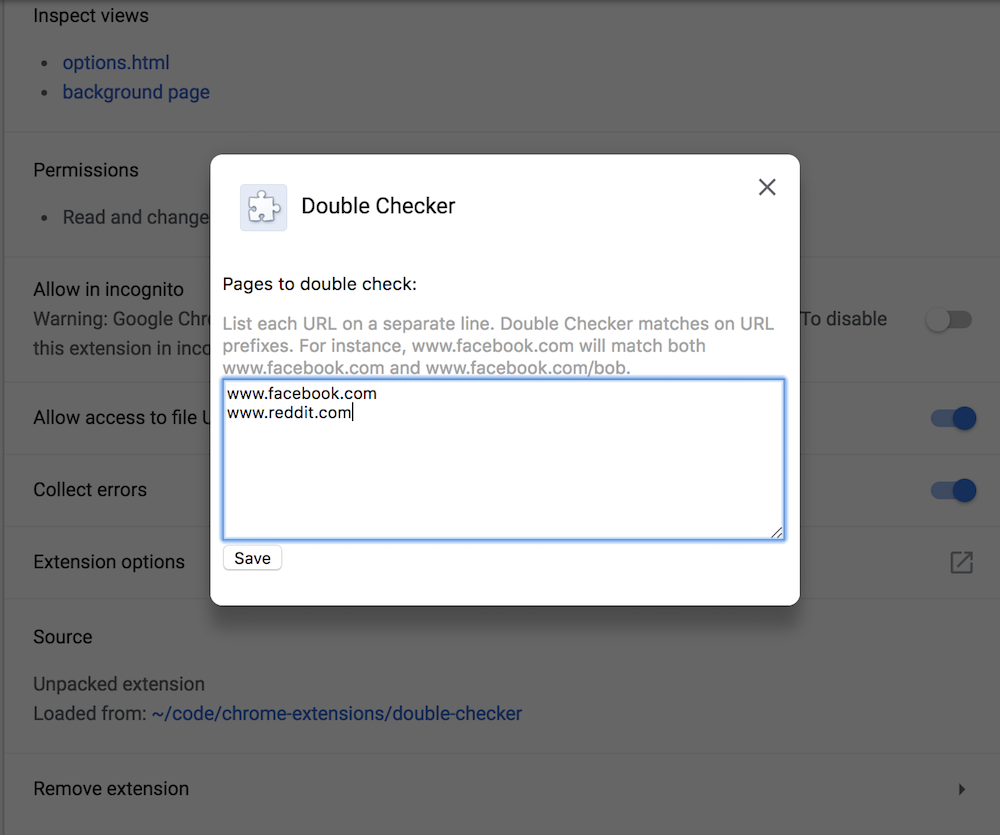 Inspect views
options.html
background page
Permissions
Read and change
Double Checker
Pages to double check:
List each URL on a separate line. Double Checker matches on URL
prefixes. For instance, www.facebook.com will match both
www.facebook.com and www.facebook.com/bob.
www.facebook.com
www.reddit.com
Save
Allow in incognito
Warning: Google Chr To disable
this extension in inco
Allow access to file U
Collect errors
Extension options
Source
Unpacked extension
Loaded from: ~/code/chrome-extensions/double-checker
Remove extension